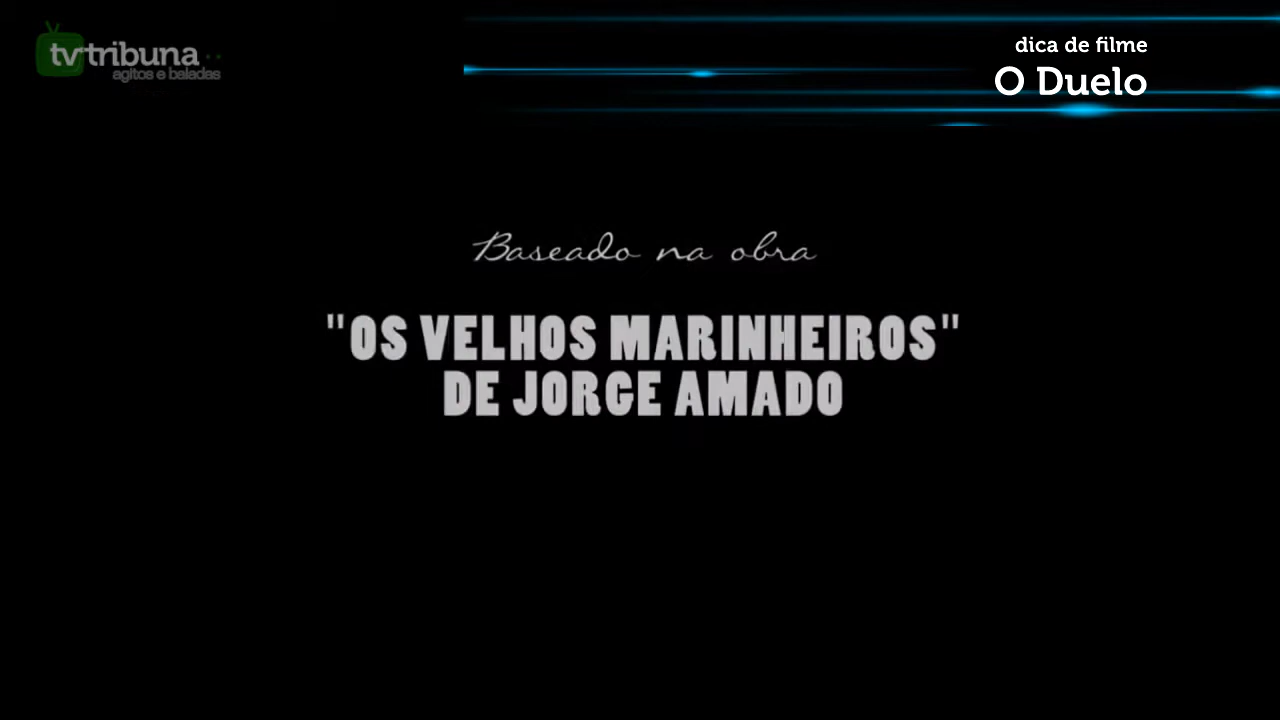 tvtribuna
agitos e baladas
dica de filme
O Duelo
Baseado na obra
"OS VELHOS MARINHEIROS"
DE JORGE AMADO